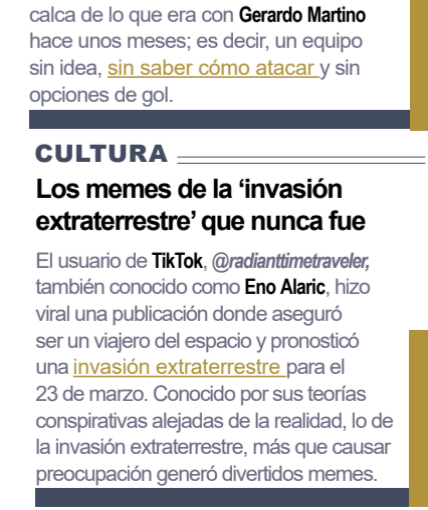 calca de lo que era con Gerardo Martino
hace unos meses; es decir, un equipo
sin idea, sin saber cómo atacar y sin
opciones de gol.
CULTURA
Los memes de la ‘invasión
extraterrestre’ que nunca fue
El usuario de TikTok, @radianttimetraveler,
también conocido como Eno Alaric, hizo
viral una publicación donde aseguró
ser un viajero del espacio y pronosticó
una invasión extraterrestre para el
23 de marzo. Conocido por sus teorías
conspirativas alejadas de la realidad, lo de
la invasión extraterrestre, más que causar
preocupación generó divertidos memes.